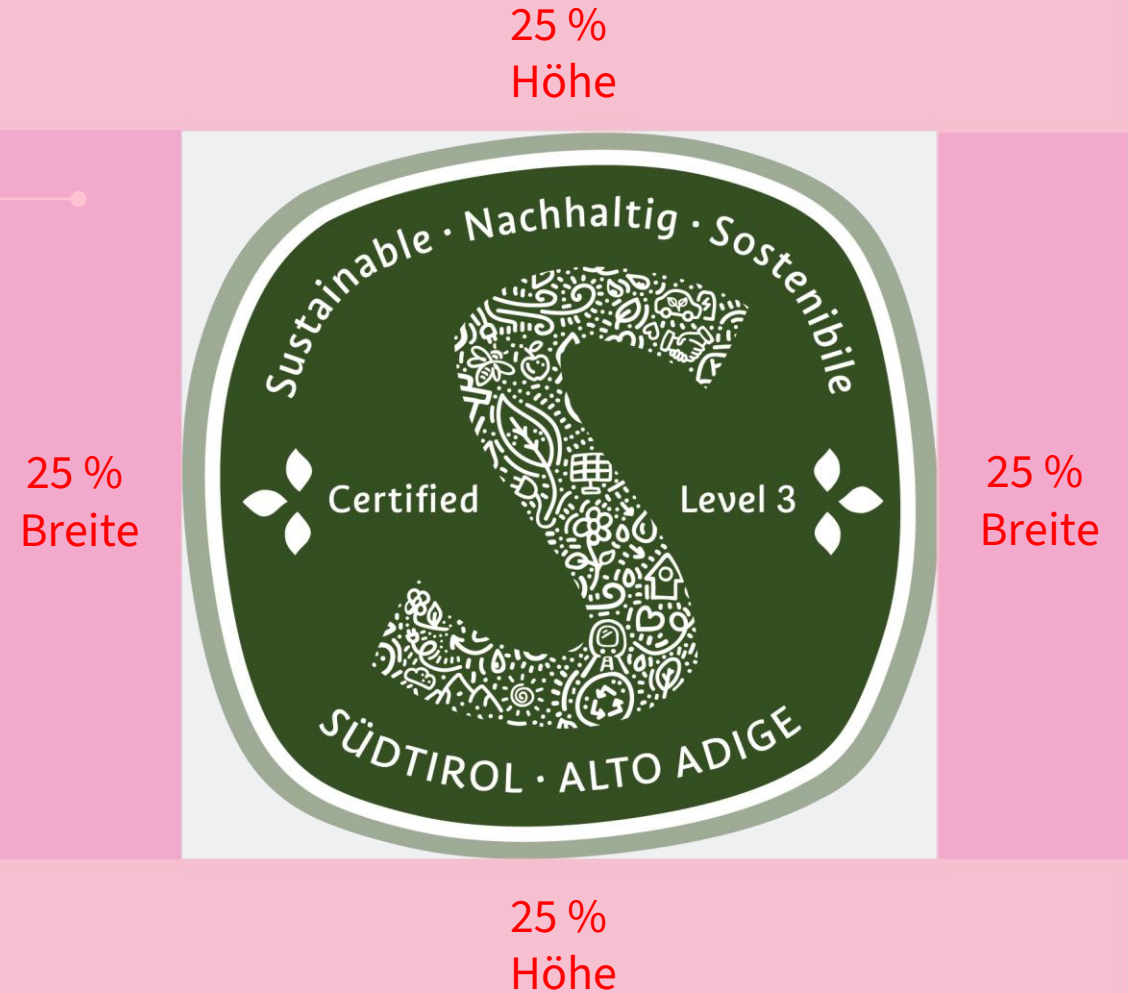 25 %
Höhe
Sustainable · Nachhaltig · Sostenibile
25 %
Breite
Certified
Level 3
25 %
Breite
SÜDTIROL · ALTO ADIGE
25 %
Höhe